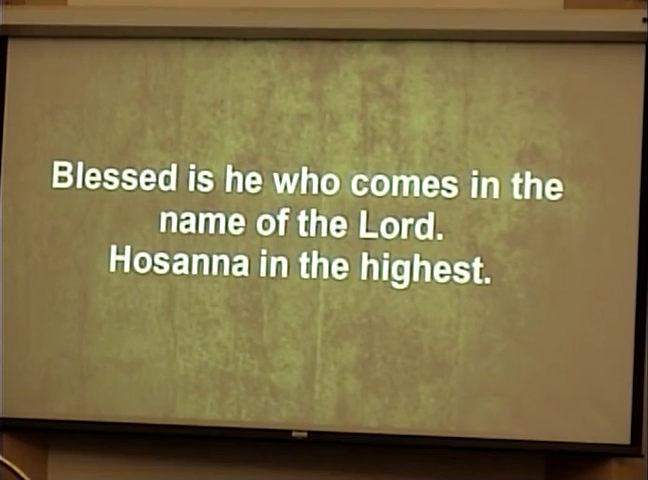 Blessed is he who comes in the
name of the Lord.
Hosanna in the highest.